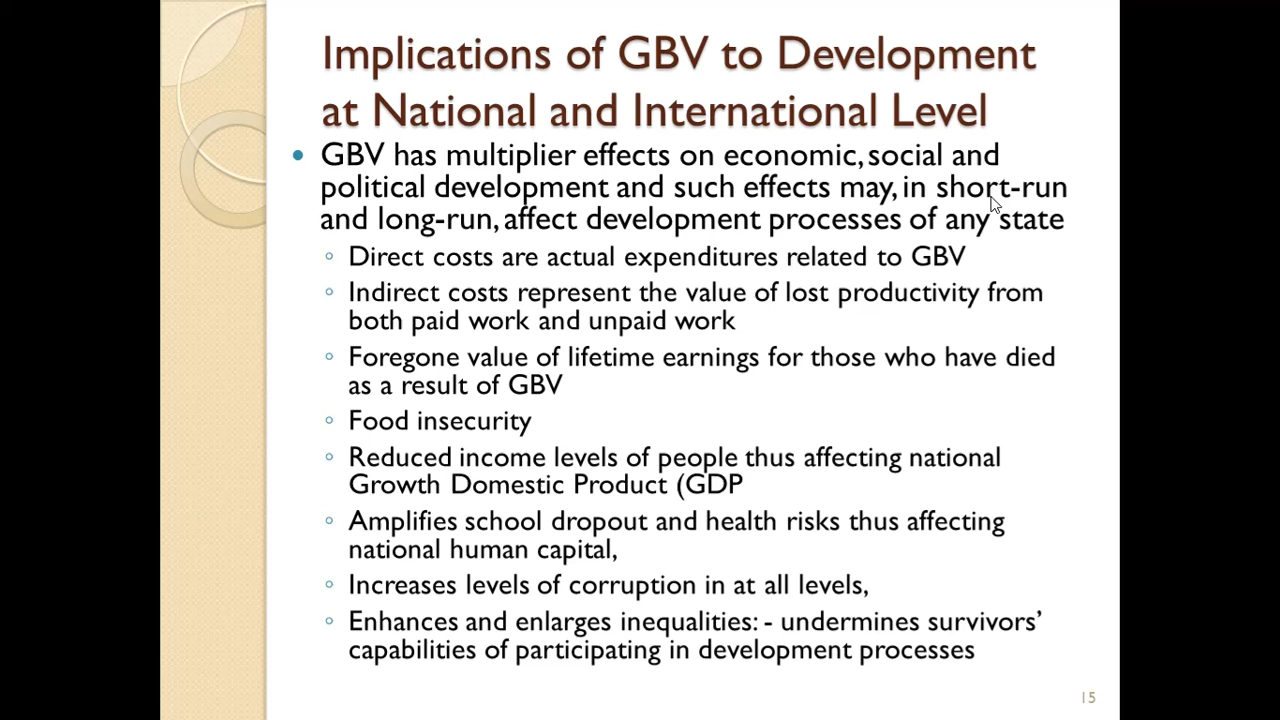 Implications of GBV to Development
at National and International Level
• GBV has multiplier effects on economic, social and
political development and such effects may, in short-run
and long-run, affect development processes of any state
◦ Direct costs are actual expenditures related to GBV
◦ Indirect costs represent the value of lost productivity from
both paid work and unpaid work
◦ Foregone value of lifetime earnings for those who have died
as a result of GBV
◦ Food insecurity
◦ Reduced income levels of people thus affecting national
Growth Domestic Product (GDP
◦ Amplifies school dropout and health risks thus affecting
national human capital,
◦ Increases levels of corruption in at all levels,
◦ Enhances and enlarges inequalities: - undermines survivors’
capabilities of participating in development processes
15